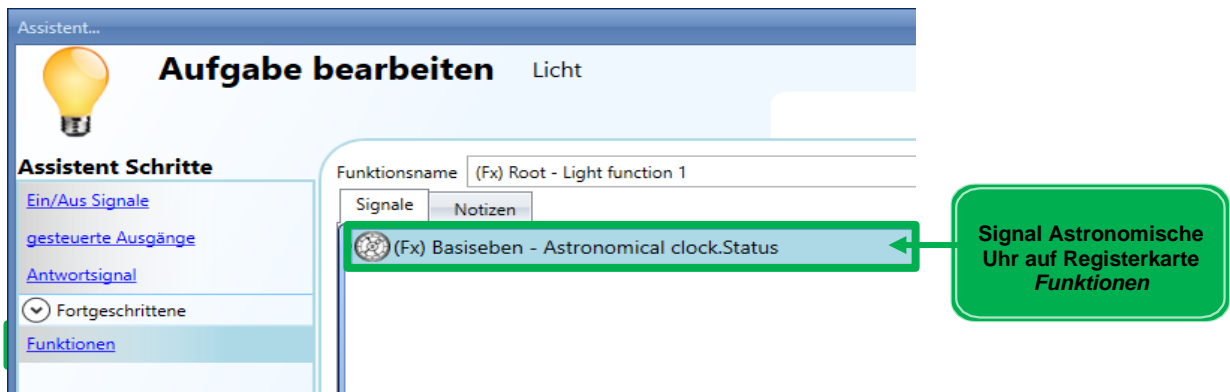 Assistent...
Aufgabe bearbeiten Licht
Assistent Schritte
Ein/Aus Signale
gesteuerte Ausgänge
Antwortsignal
Fortgeschrittene
Funktionen
Funktionsname (Fx) Root - Light function 1
Signale Notizen
(Fx) Basiseben - Astronomical clock.Status
Signal Astronomische
Uhr auf Registerkarte
Funktionen